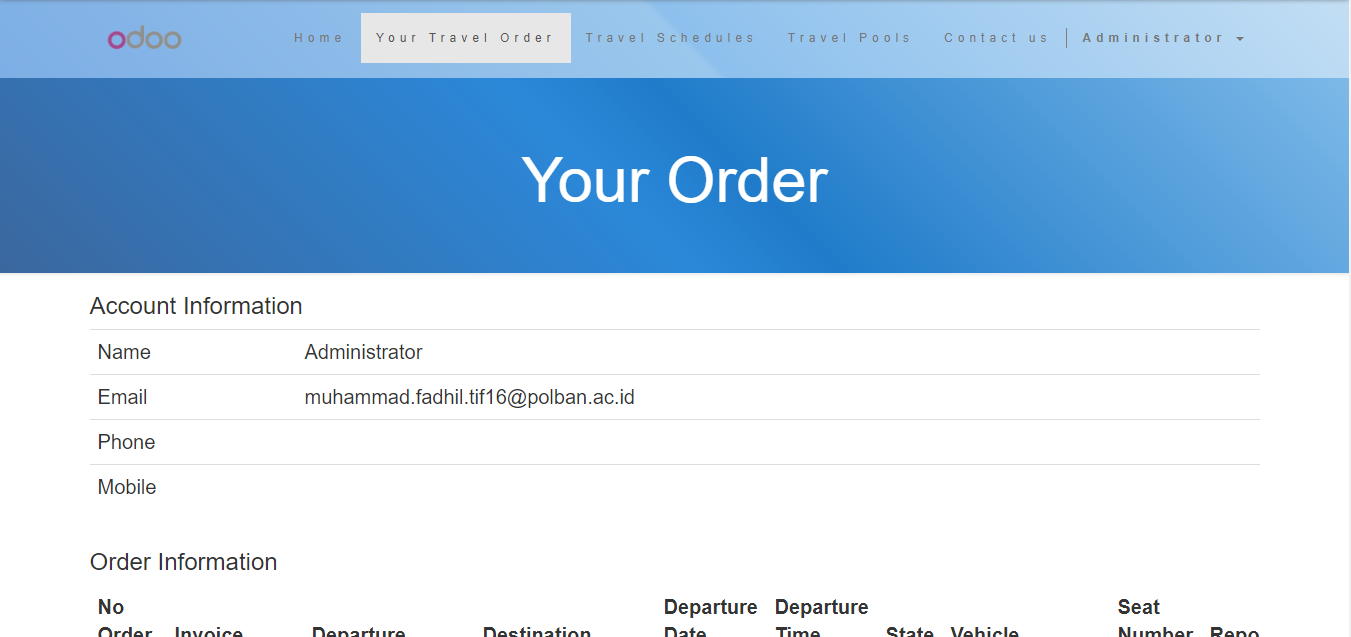 odoo
Home
Your Travel Order
Travel Schedules
Travel Pools
Contact us
Administrator
Your Order
Account Information
Name Administrator
Email muhammad.fadhil.tif16@polban.ac.id
Phone
Mobile
Order Information
No Departure Departure Seat
Order Invoice Departure Destination Date Time State Vehicle Number Repo